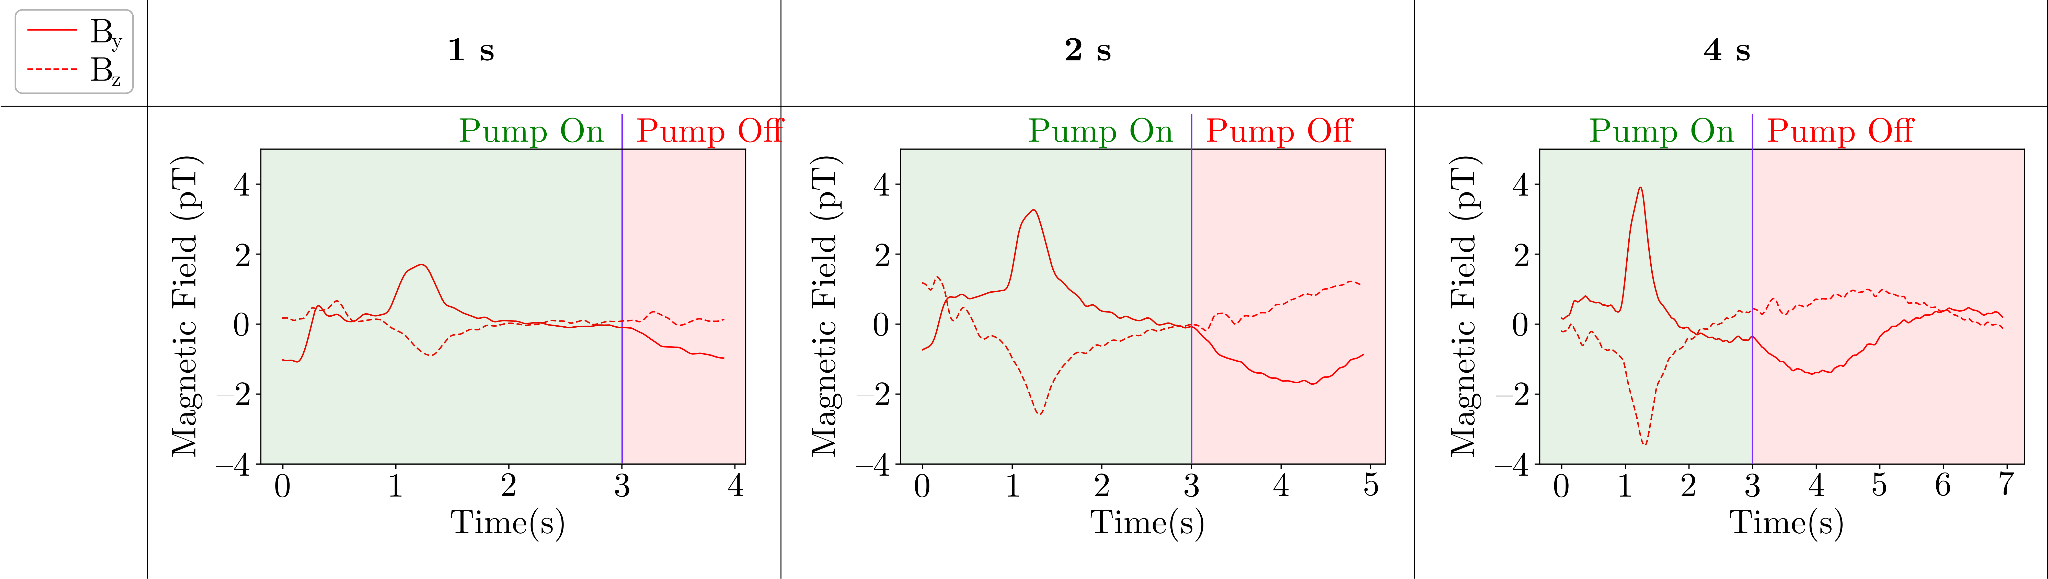 B_y
B_z
1 s
2 s
4 s
Pump On Pump Off
Magnetic Field (pT)
4
2
0
−2
−4
0 1 2 3 4
Time(s)
Pump On Pump Off
Magnetic Field (pT)
4
2
0
−2
−4
0 1 2 3 4 5
Time(s)
Pump On Pump Off
Magnetic Field (pT)
4
2
0
−2
−4
0 1 2 3 4 5 6 7
Time(s)